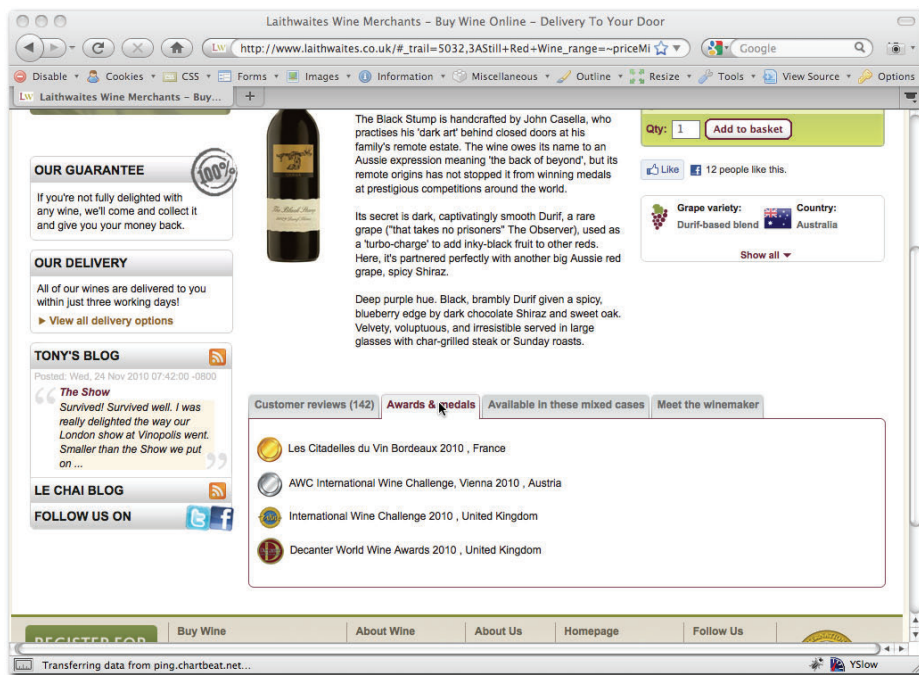 Laithwaites Wine Merchants – Buy Wine Online – Delivery To Your Door
http://www.laithwaites.co.uk/#_trail=5032,3AStill+Red+Wine_range=~priceMi
Google
Disable Cookies CSS Forms Images Information Miscellaneous Outline Resize Tools View Source Options
LW Laithwaites Wine Merchants – Buy... +
The Black Stump is handcrafted by John Casella, who
practises his 'dark art' behind closed doors at his
family's remote estate. The wine owes its name to an
Aussie expression meaning 'the back of beyond', but its
remote origins has not stopped it from winning medals
at prestigious competitions around the world.
Its secret is dark, captivatingly smooth Durif, a rare
grape ("that takes no prisoners" The Observer), used as
a 'turbo-charge' to add inky-black fruit to other reds.
Here, it's partnered perfectly with another big Aussie red
grape, spicy Shiraz.
Deep purple hue. Black, brambly Durif given a spicy,
blueberry edge by dark chocolate Shiraz and sweet oak.
Velvety, voluptuous, and irresistible served in large
glasses with char-grilled steak or Sunday roasts.
Qty: 1 Add to basket
Like 12 people like this.
Grape variety:
Durif-based blend
Country:
Australia
Show all
OUR GUARANTEE
100%
If you're not fully delighted with
any wine, we'll come and collect it
and give you your money back.
OUR DELIVERY
All of our wines are delivered to you
within just three working days!
View all delivery options
TONY'S BLOG
Posted: Wed, 24 Nov 2010 07:42:00 -0800
The Show
Survived! Survived well. I was
really delighted the way our
London show at Vinopolis went.
Smaller than the Show we put
on ...
LE CHAI BLOG
FOLLOW US ON
Customer reviews (142) Awards & medals Available in these mixed cases Meet the winemaker
Les Citadelles du Vin Bordeaux 2010 , France
AWC International Wine Challenge, Vienna 2010 , Austria
International Wine Challenge 2010 , United Kingdom
Decanter World Wine Awards 2010 , United Kingdom
REGISTER FOR
Buy Wine About Wine About Us Homepage Follow Us
Transferring data from ping.chartbeat.net...
YSlow